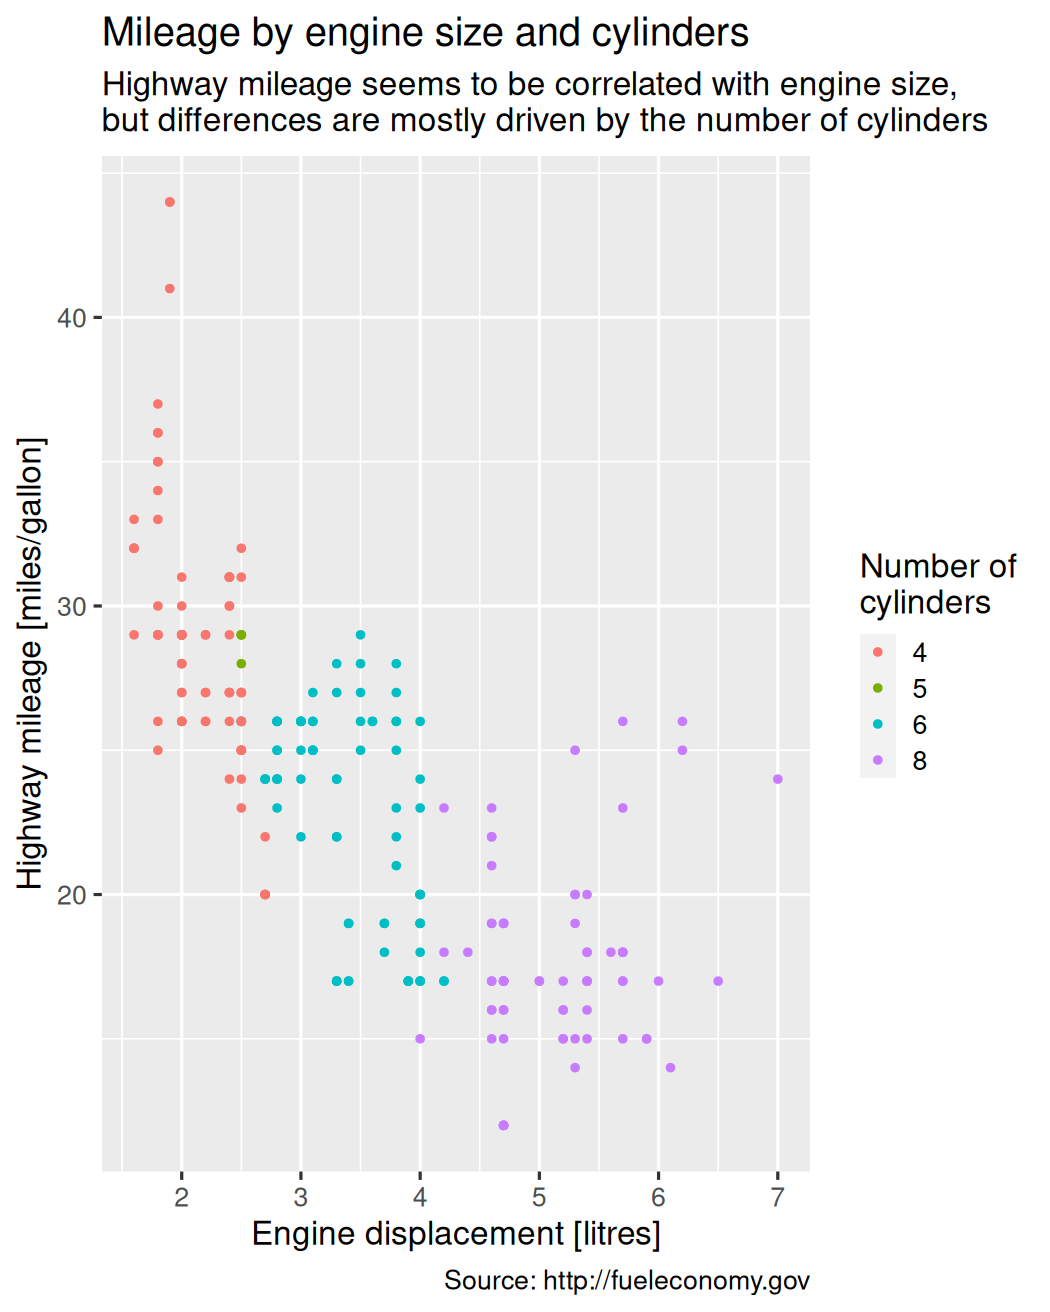 Mileage by engine size and cylinders
Highway mileage seems to be correlated with engine size,
but differences are mostly driven by the number of cylinders
Highway mileage [miles/gallon]
40
30
20
2 3 4 5 6 7
Engine displacement [litres]
Number of
cylinders
4
5
6
8
Source: http://fueleconomy.gov